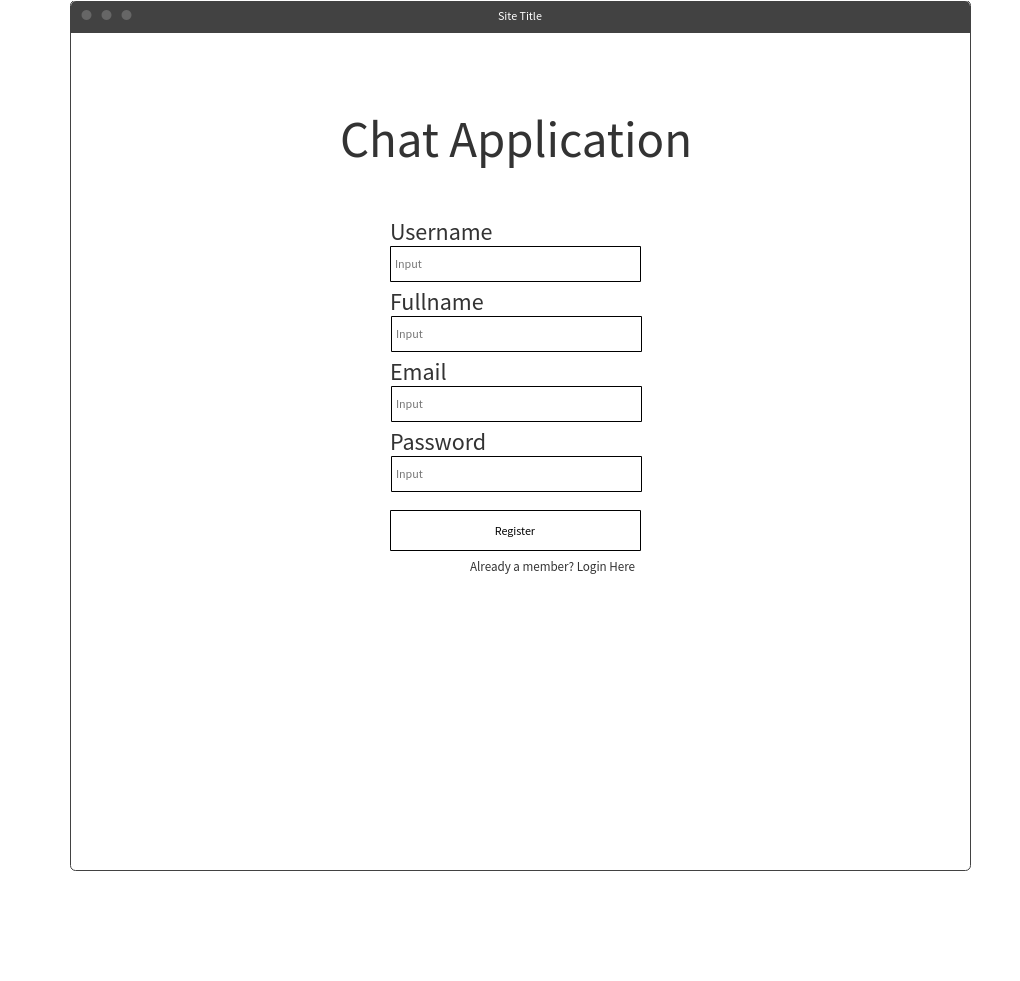 Site Title
Chat Application
Username
Input
Fullname
Input
Email
Input
Password
Input
Register
Already a member? Login Here